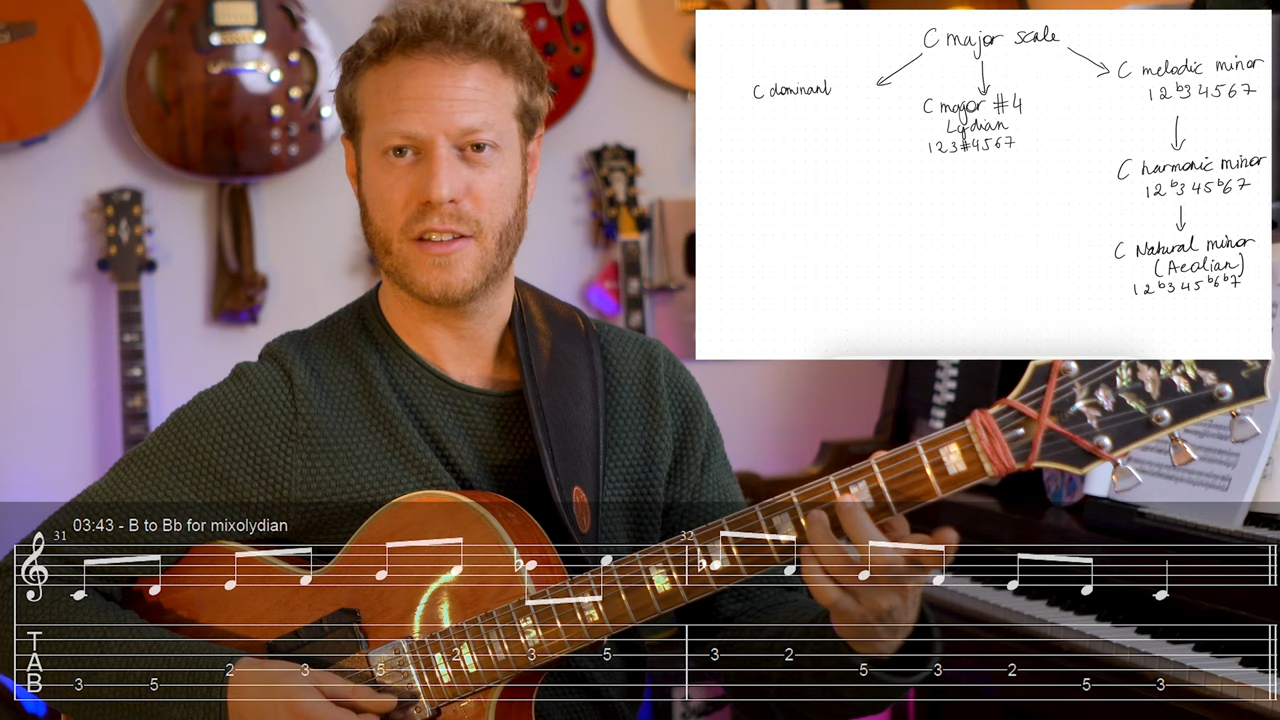 C major scale
C dominant
C major #4
Lydian
1 2 3 #4 5 6 7
C melodic minor
1 2 b3 4 5 6 7
C harmonic minor
1 2 b3 4 5 b6 7
C Natural minor
(Aeolian)
1 2 b3 4 5 b6 b7
03:43 - B to Bb for mixolydian
31
32
T
A
B
3 5 2 3 5 2 3 5 3 2 5 3 2 5 3